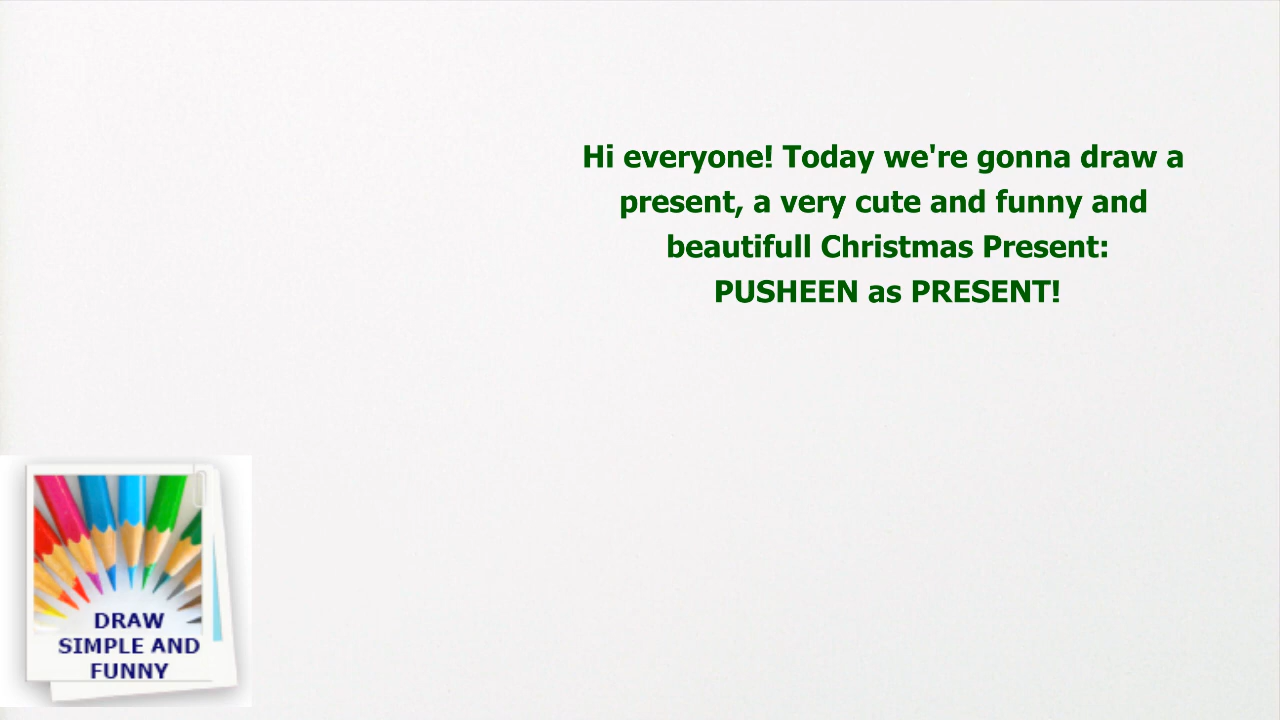 Hi everyone! Today we're gonna draw a
present, a very cute and funny and
beautifull Christmas Present:
PUSHEEN as PRESENT!
DRAW
SIMPLE AND
FUNNY